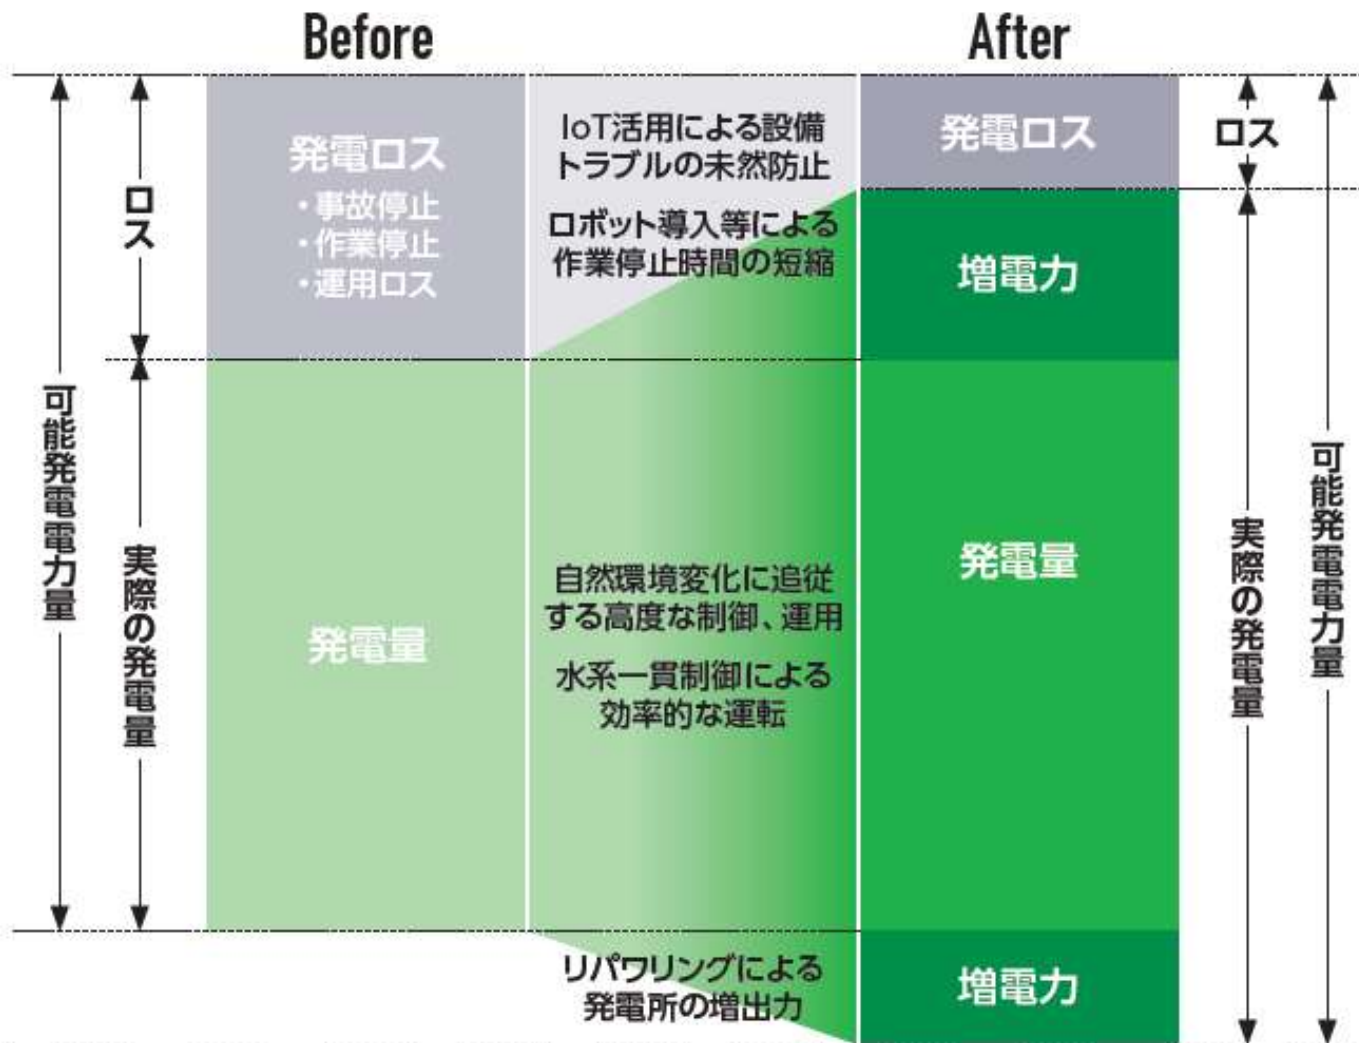 Before
After
可能発電電力量
ロス
実際の発電量
発電ロス
・事故停止
・作業停止
・運用ロス
発電量
IoT活用による設備
トラブルの未然防止
ロボット導入等による
作業停止時間の短縮
自然環境変化に追従
する高度な制御、運用
水系一貫制御による
効率的な運転
リパワリングによる
発電所の増出力
発電ロス
増電力
発電量
増電力
ロス
実際の発電量
可能発電電力量